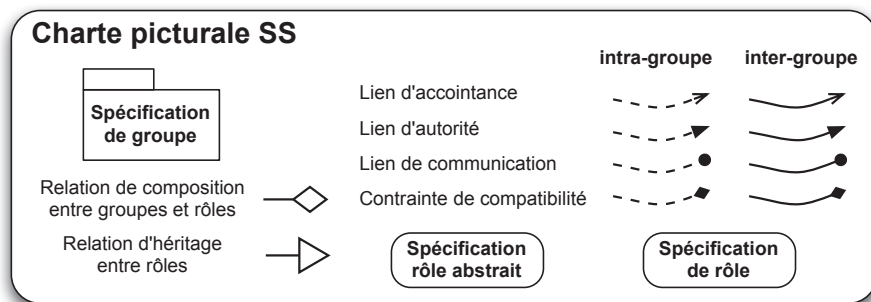 Charte picturale SS
intra-groupe
inter-groupe
Spécification
de groupe
Lien d'accointance
Lien d'autorité
Lien de communication
Contrainte de compatibilité
Relation de composition
entre groupes et rôles
Relation d'héritage
entre rôles
Spécification
rôle abstrait
Spécification
de rôle